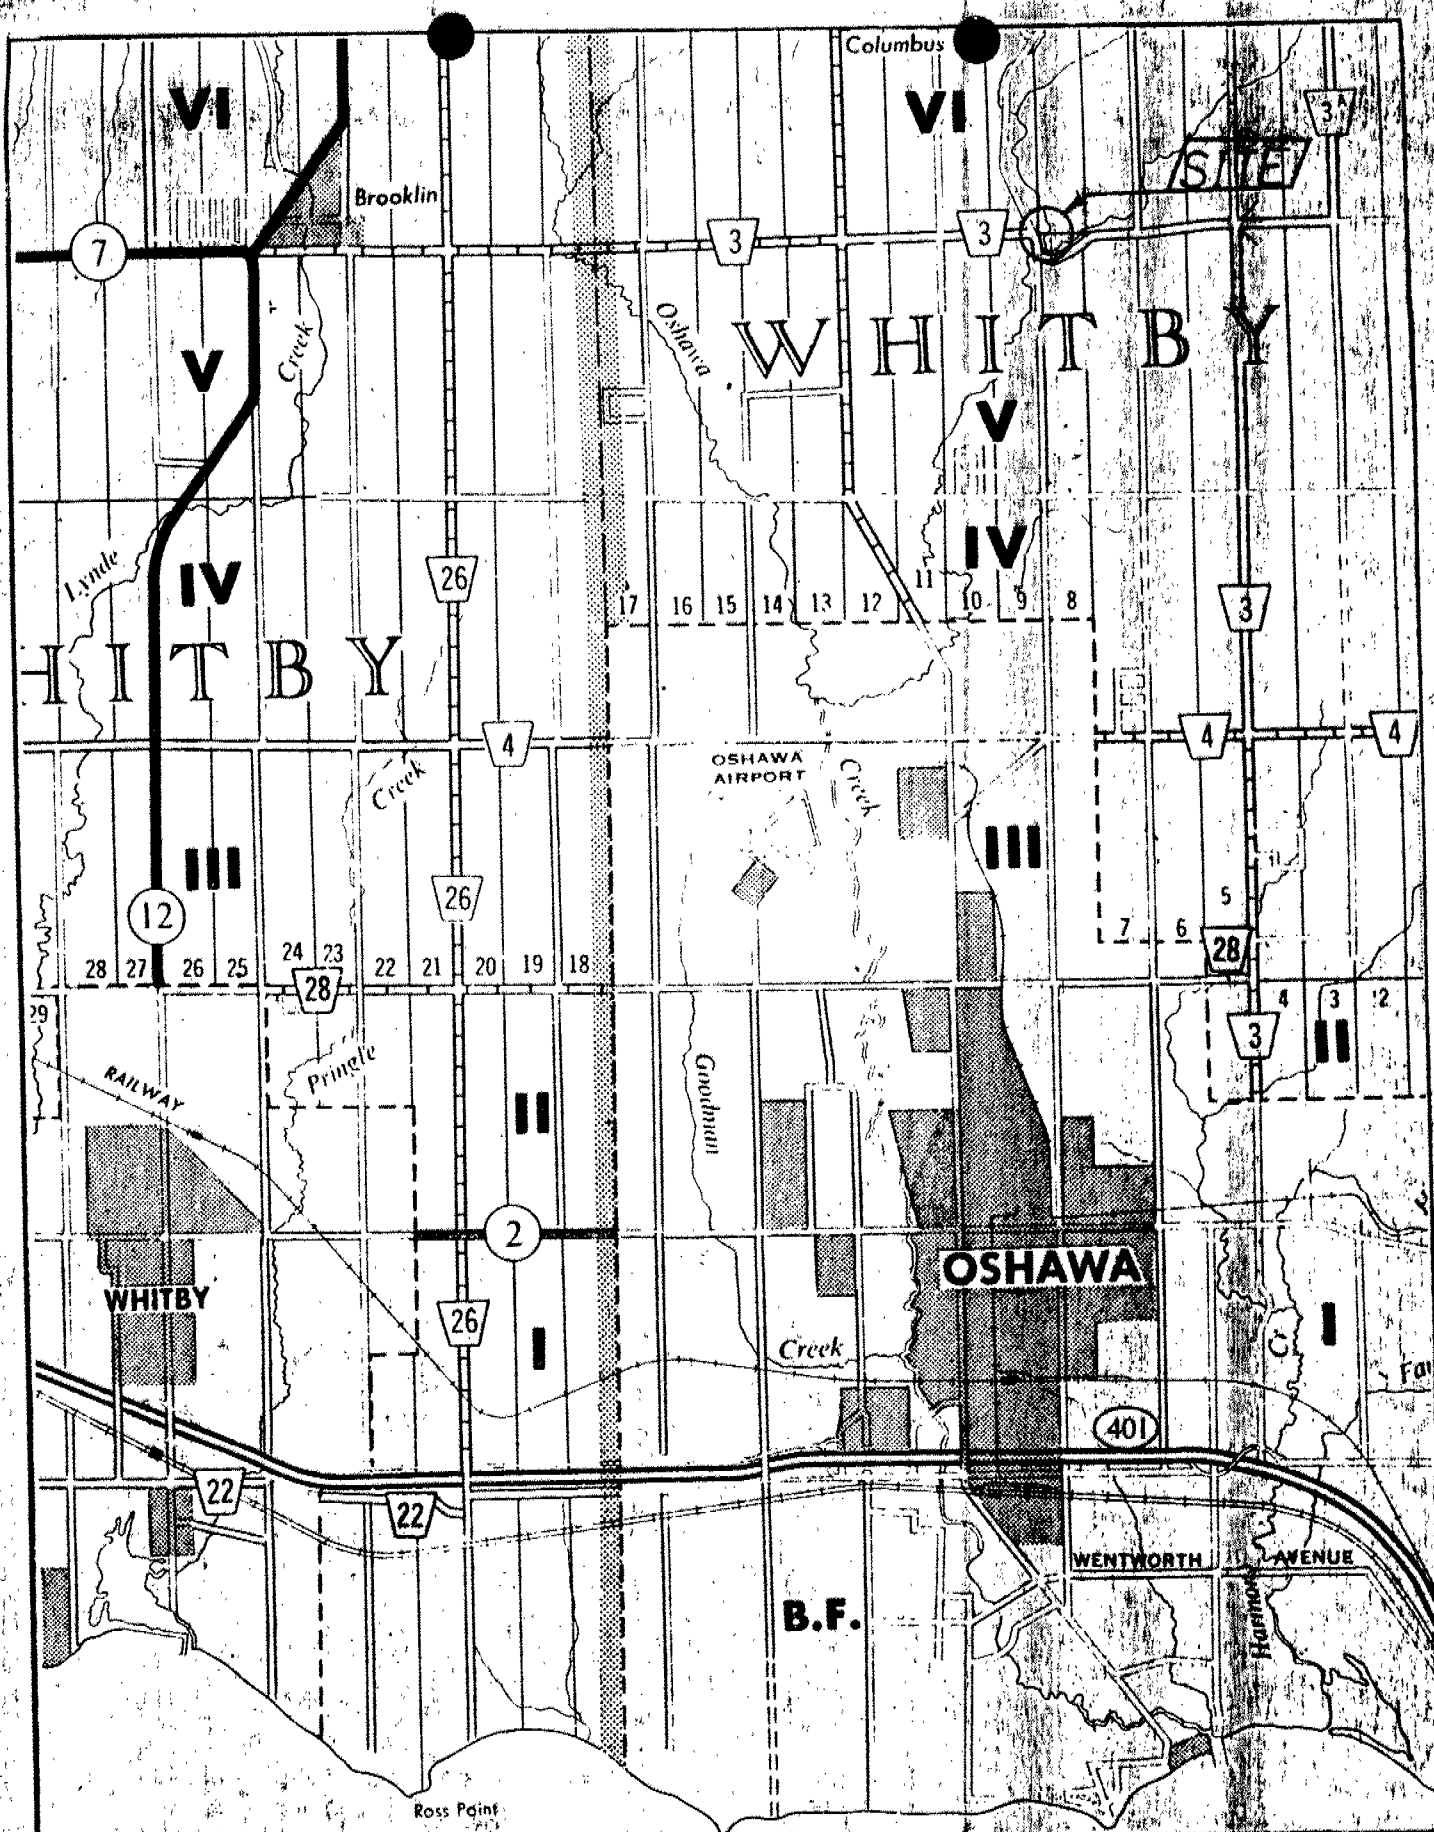 Columbus
VI
VI
3A
SITE
Brooklin
7
3
3
Oshawa
WHITBY
Creek
V
V
IV
Lynde
IV
26
11
17 16 15 14 13 12 10 9 8
3
HITBY
4
4
4
OSHAWA
AIRPORT
Creek
Creek
III
III
26
12
5
7 6
28
24 23
28 27 26 25 22 21 20 19 18
28
4 3 2
29
3
II
Pringle
Goodman
RAILWAY
II
2
OSHAWA
WHITBY
26
I
I
Creek
Cr
401
22
22
WENTWORTH AVENUE
B.F.
Harmony
Ross Point